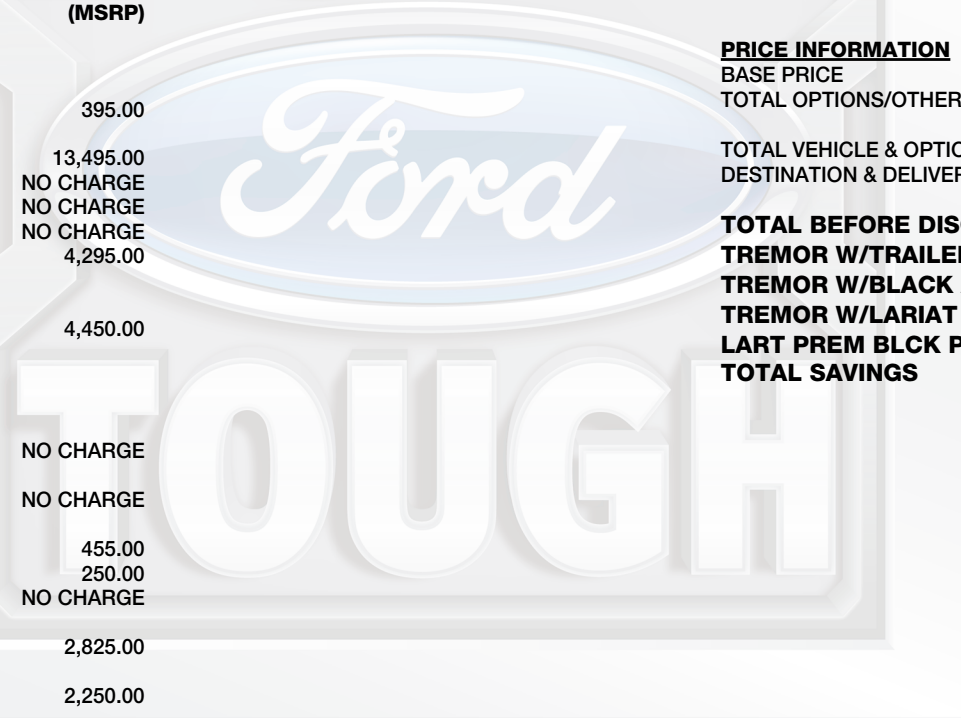 (MSRP)
395.00
13,495.00
NO CHARGE
NO CHARGE
NO CHARGE
4,295.00
4,450.00
NO CHARGE
NO CHARGE
455.00
250.00
NO CHARGE
2,825.00
2,250.00
Ford
TOUGH
PRICE INFORMATION
BASE PRICE
TOTAL OPTIONS/OTHER
TOTAL VEHICLE & OPTIO
DESTINATION & DELIVER
TOTAL BEFORE DIS
TREMOR W/TRAILE
TREMOR W/BLACK
TREMOR W/LARIAT
LART PREM BLCK P
TOTAL SAVINGS